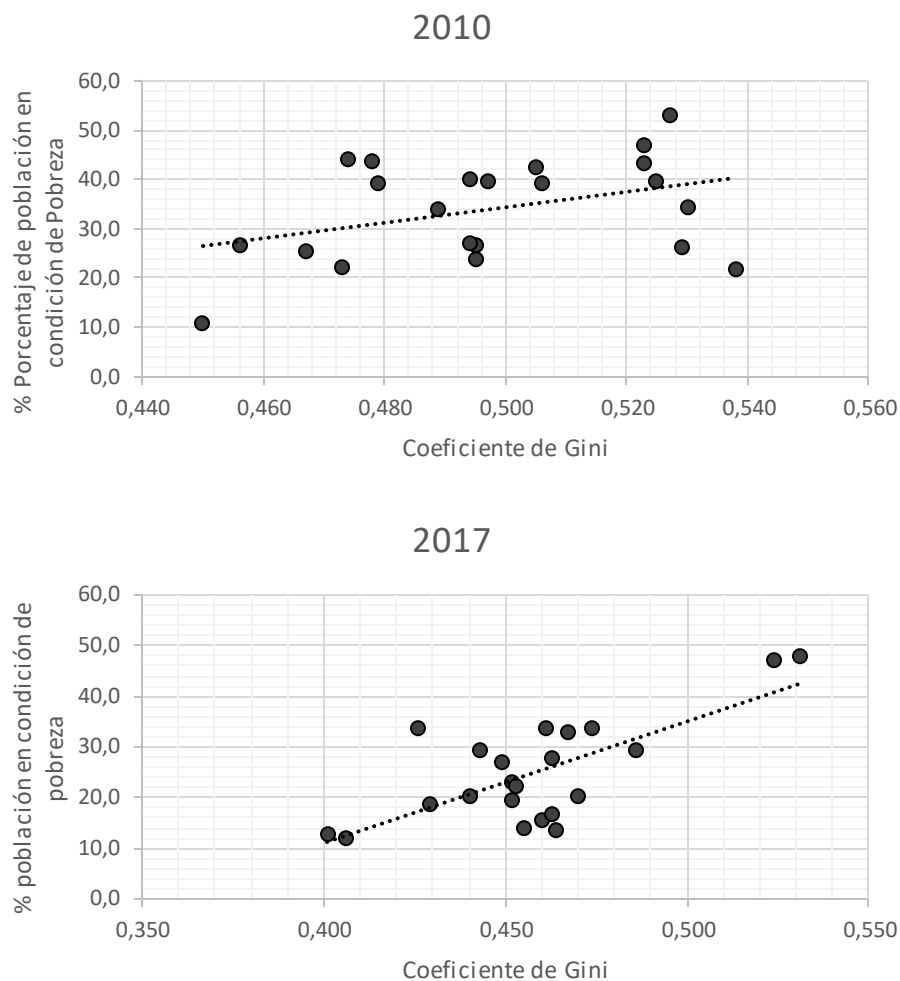 2010
% Porcentaje de población en
condición de Pobreza
60,0
50,0
40,0
30,0
20,0
10,0
0,0
0,440 0,460 0,480 0,500 0,520 0,540 0,560
Coeficiente de Gini
2017
% población en condición de
pobreza
60,0
50,0
40,0
30,0
20,0
10,0
0,0
0,350 0,400 0,450 0,500 0,550
Coeficiente de Gini